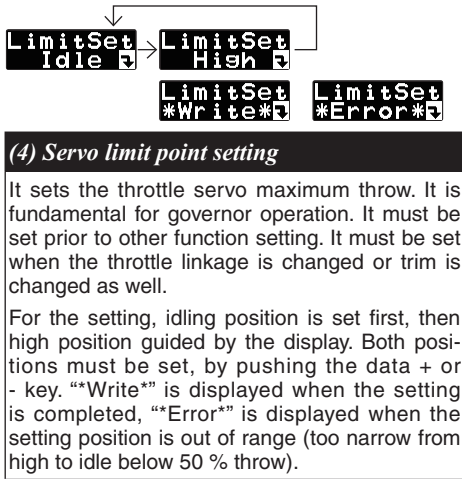 LimitSet
Idle
LimitSet
High
LimitSet
*Write*
LimitSet
*Error*
(4) Servo limit point setting
It sets the throttle servo maximum throw. It is
fundamental for governor operation. It must be
set prior to other function setting. It must be set
when the throttle linkage is changed or trim is
changed as well.
For the setting, idling position is set first, then
high position guided by the display. Both posi-
tions must be set, by pushing the data + or
- key. “*Write*” is displayed when the setting
is completed, “*Error*” is displayed when the
setting position is out of range (too narrow from
high to idle below 50 % throw).